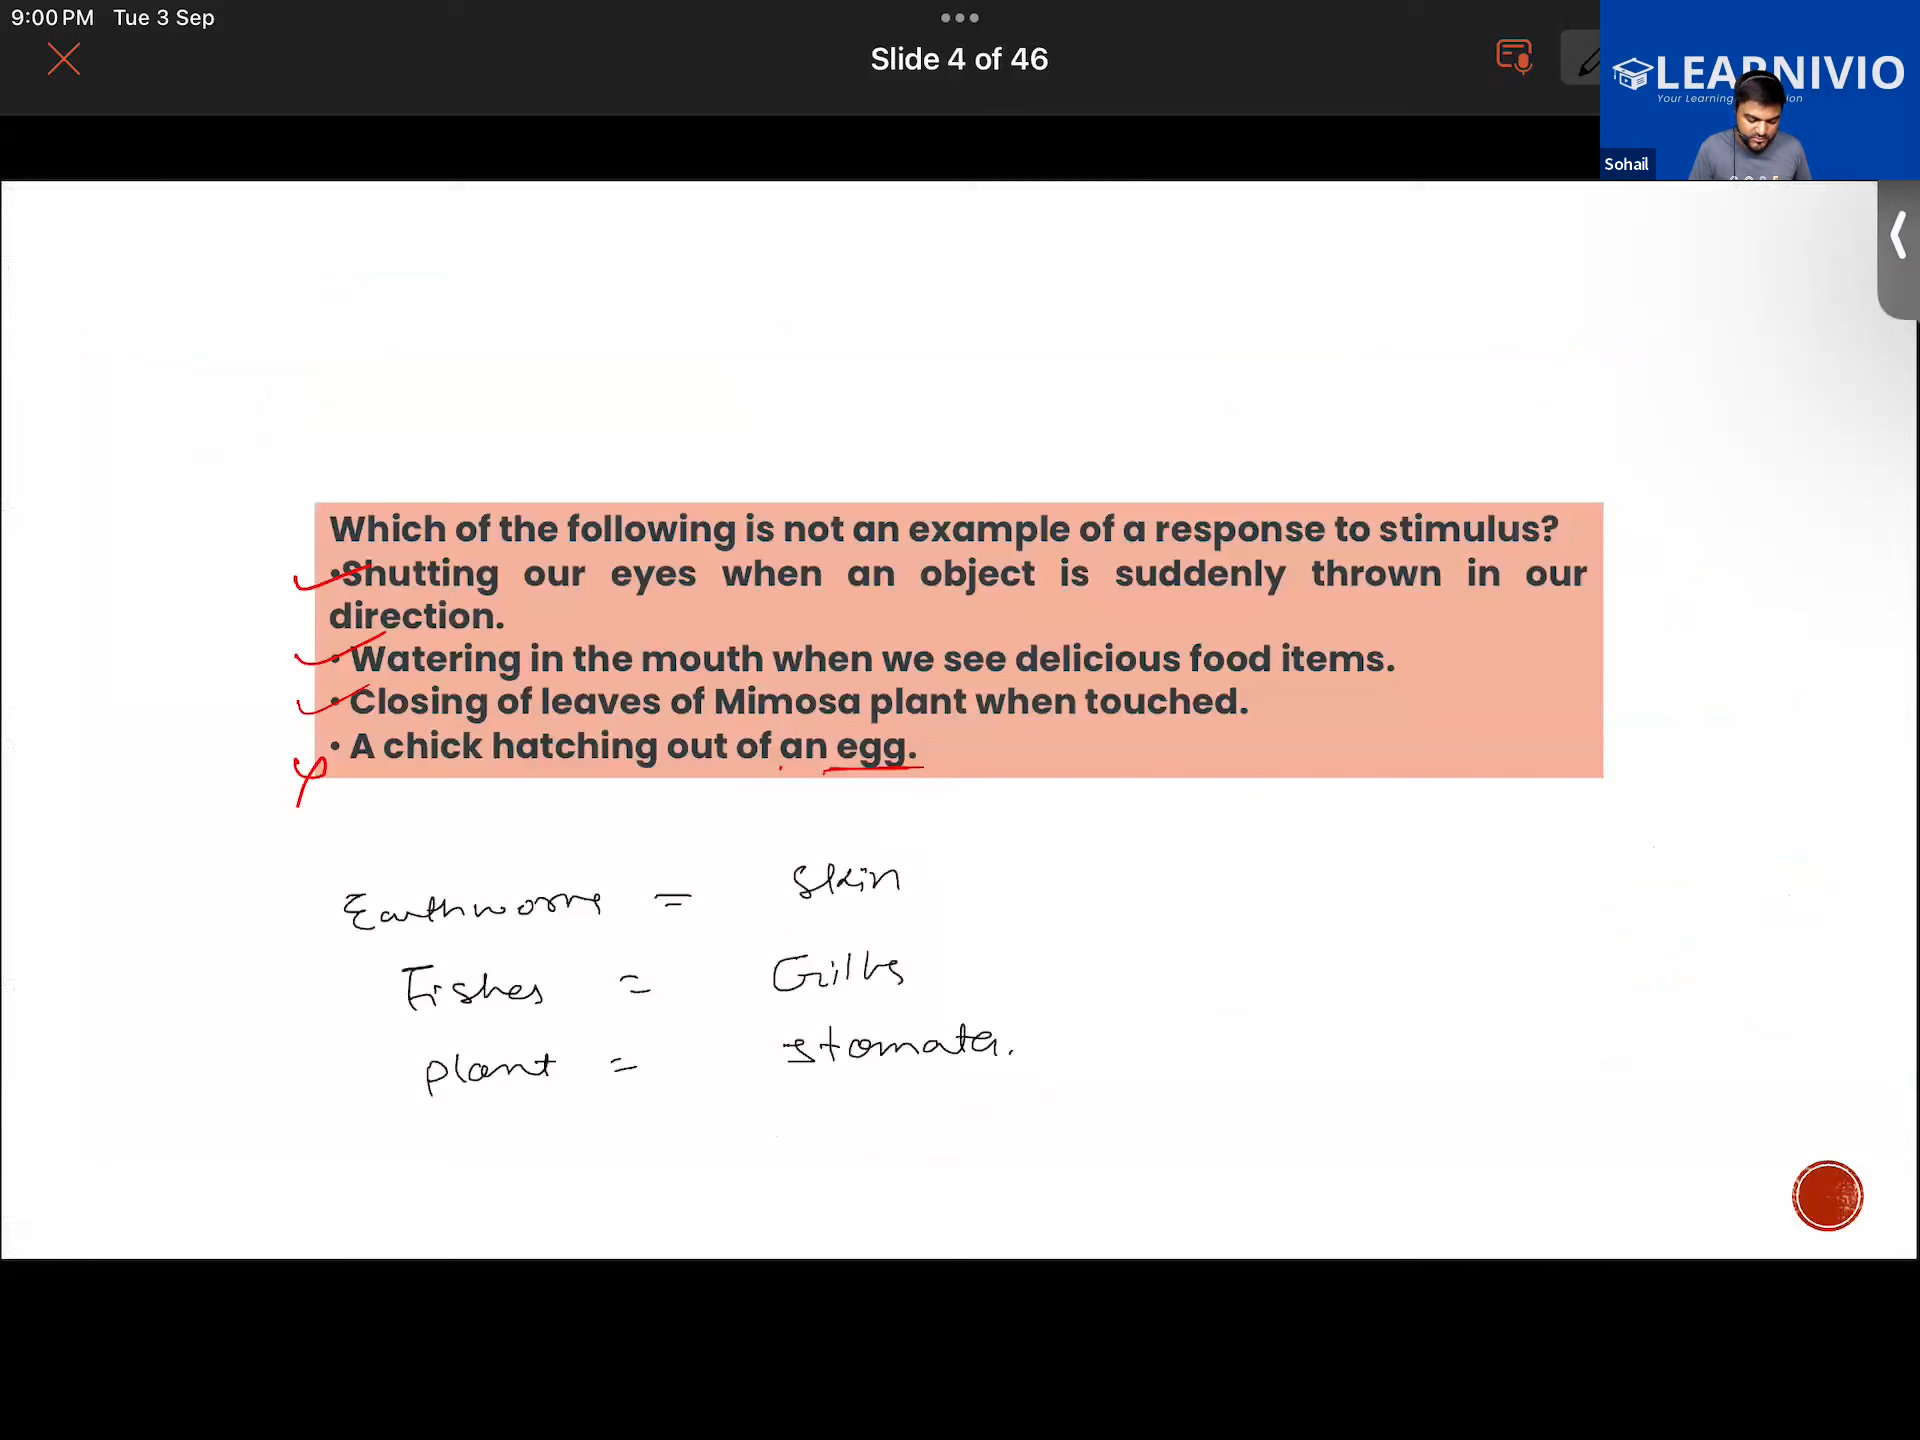 9:00 PM Tue 3 Sep
Slide 4 of 46
LEARNIVIO
Your Learning
Sohail
Which of the following is not an example of a response to stimulus?
•Shutting our eyes when an object is suddenly thrown in our
direction.
• Watering in the mouth when we see delicious food items.
• Closing of leaves of Mimosa plant when touched.
• A chick hatching out of an egg.
Earthworm = Skin
Fishes = Gills
plant = stomata.